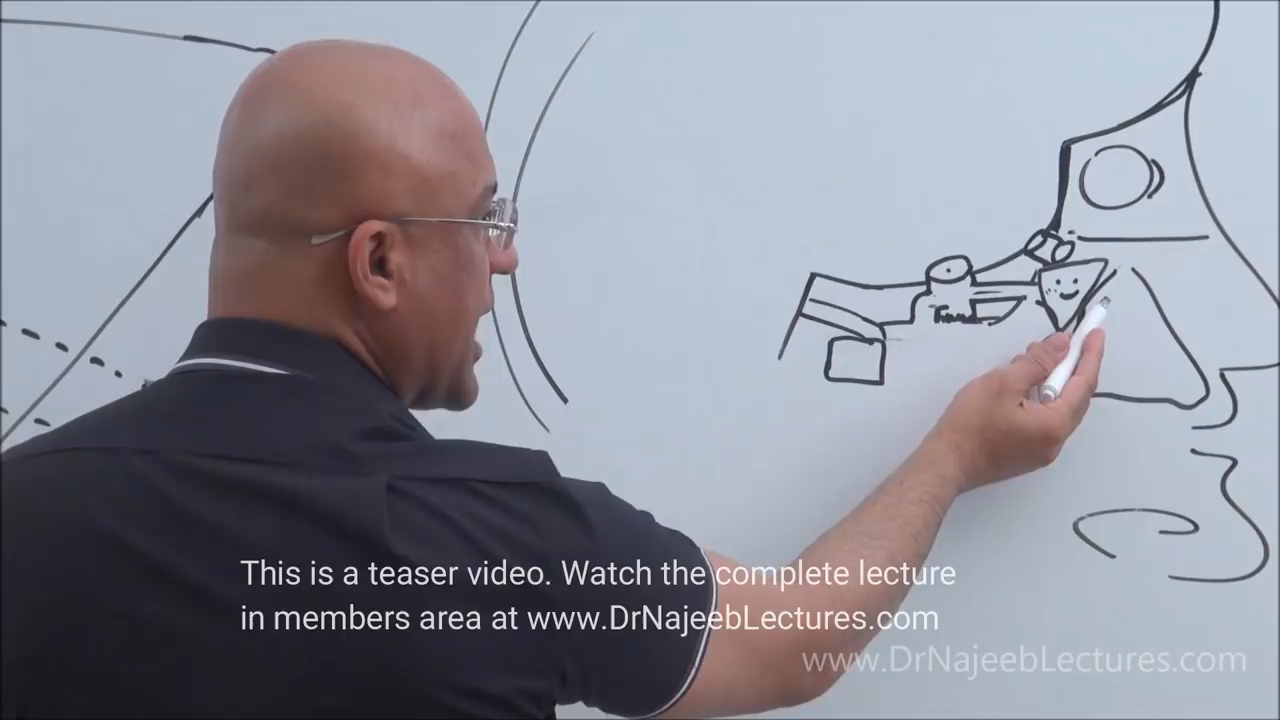 This is a teaser video. Watch the complete lecture
in members area at www.DrNajeebLectures.com
www.DrNajeebLectures.com